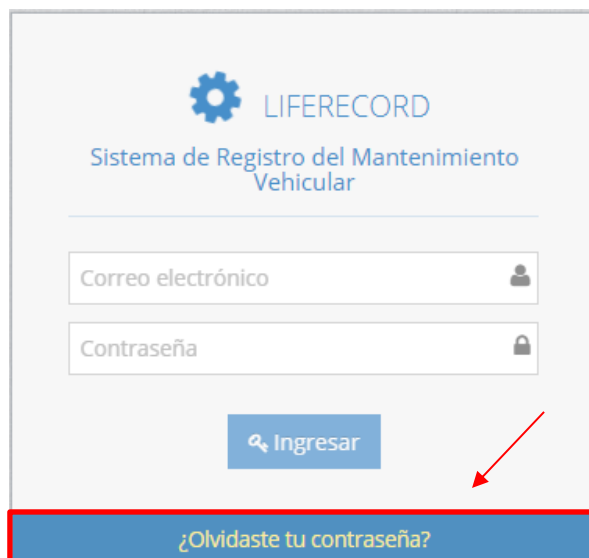 LIFERECORD
Sistema de Registro del Mantenimiento
Vehicular
Correo electrónico
Contraseña
Ingresar
¿Olvidaste tu contraseña?